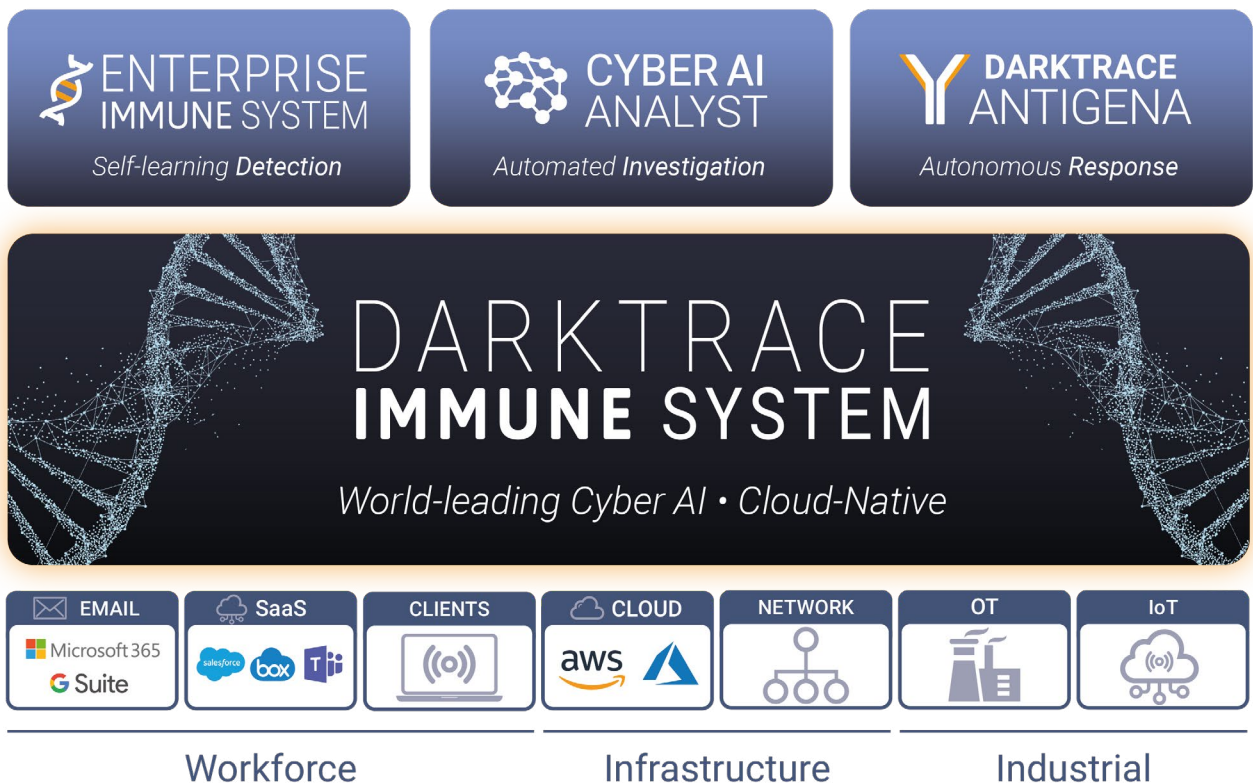 ENTERPRISE
IMMUNE SYSTEM
Self-learning Detection
CYBER AI
ANALYST
Automated Investigation
DARKTRACE
ANTIGENA
Autonomous Response
DARKTRACE
IMMUNE SYSTEM
World-leading Cyber AI • Cloud-Native
EMAIL
Microsoft 365
G Suite
SaaS
salesforce
box
T
CLIENTS
CLOUD
aws
NETWORK
OT
IoT
Workforce
Infrastructure
Industrial